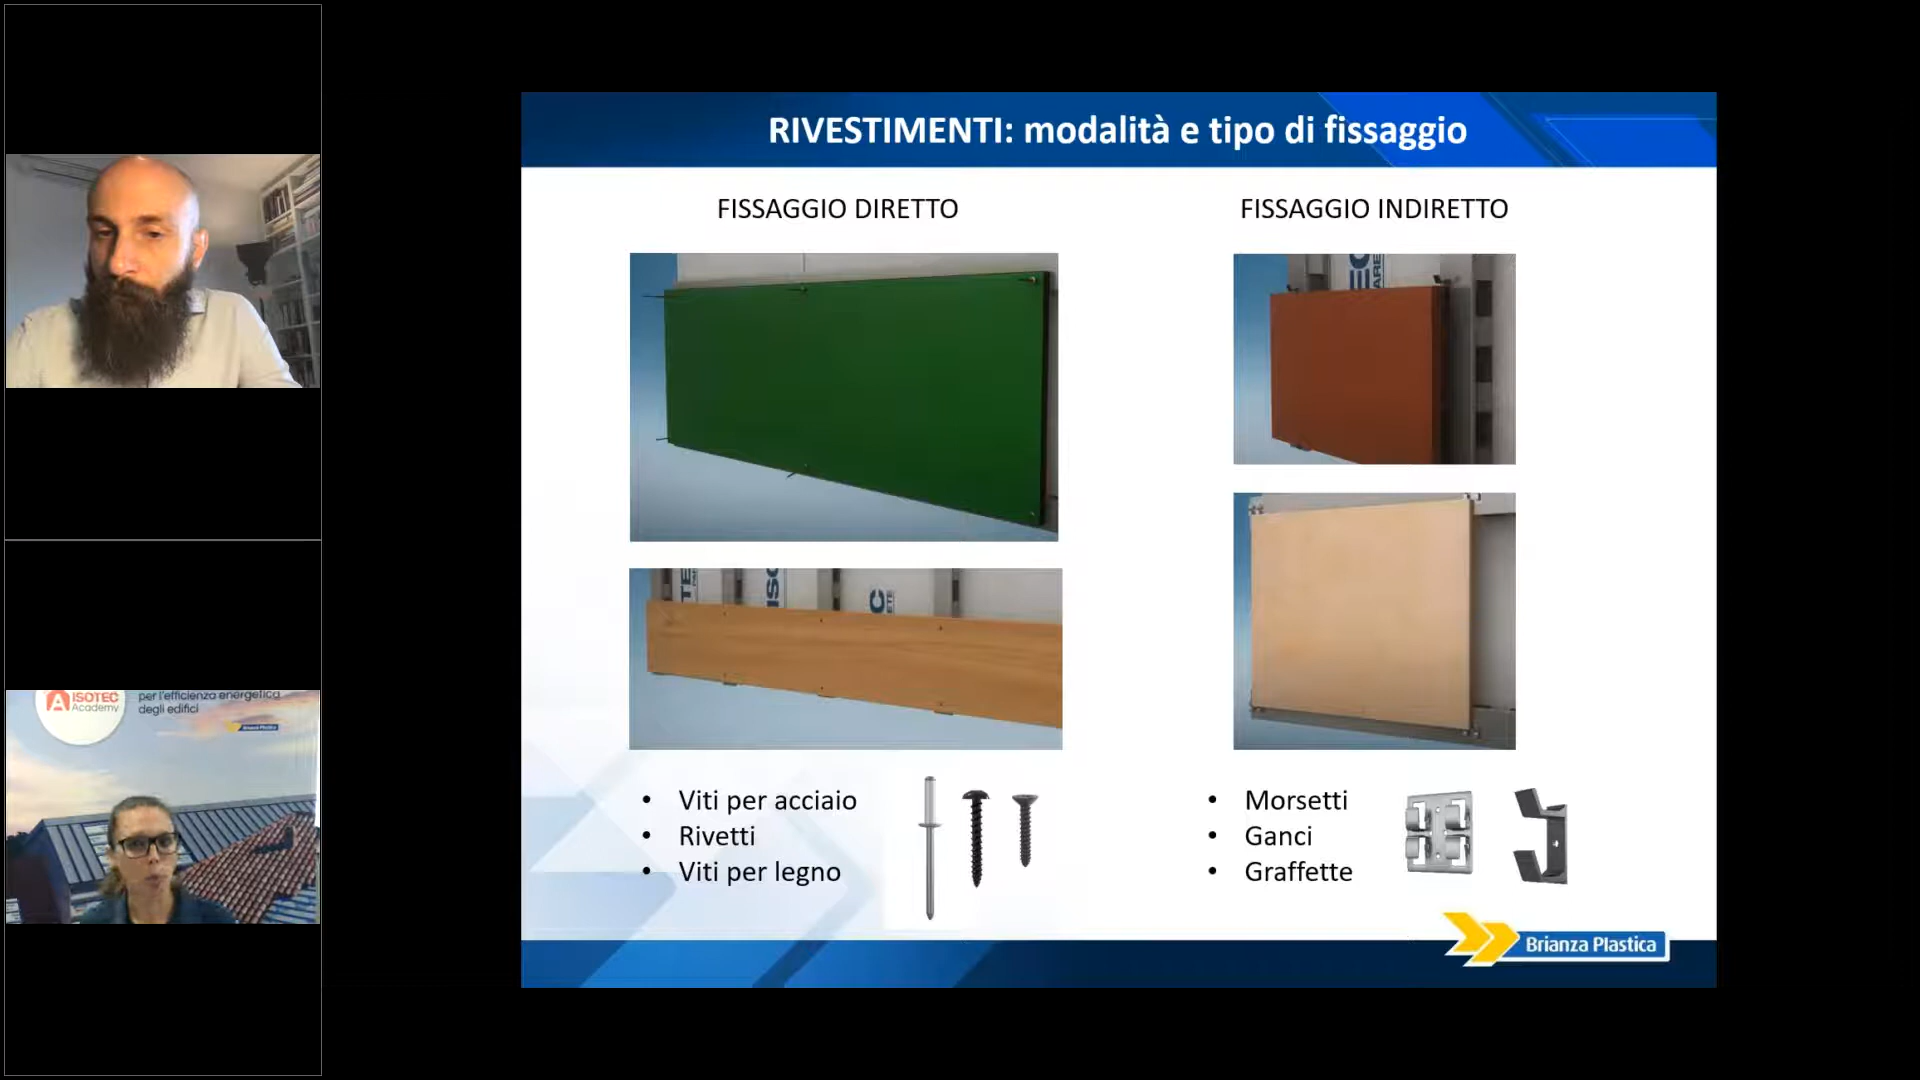 RIVESTIMENTI: modalità e tipo di fissaggio
FISSAGGIO DIRETTO
FISSAGGIO INDIRETTO
• Viti per acciaio
• Rivetti
• Viti per legno
• Morsetti
• Ganci
• Graffette
Brianza Plastica
ISOTEC
Academy
per l'efficienza energetica
degli edifici
Brianza Plastica